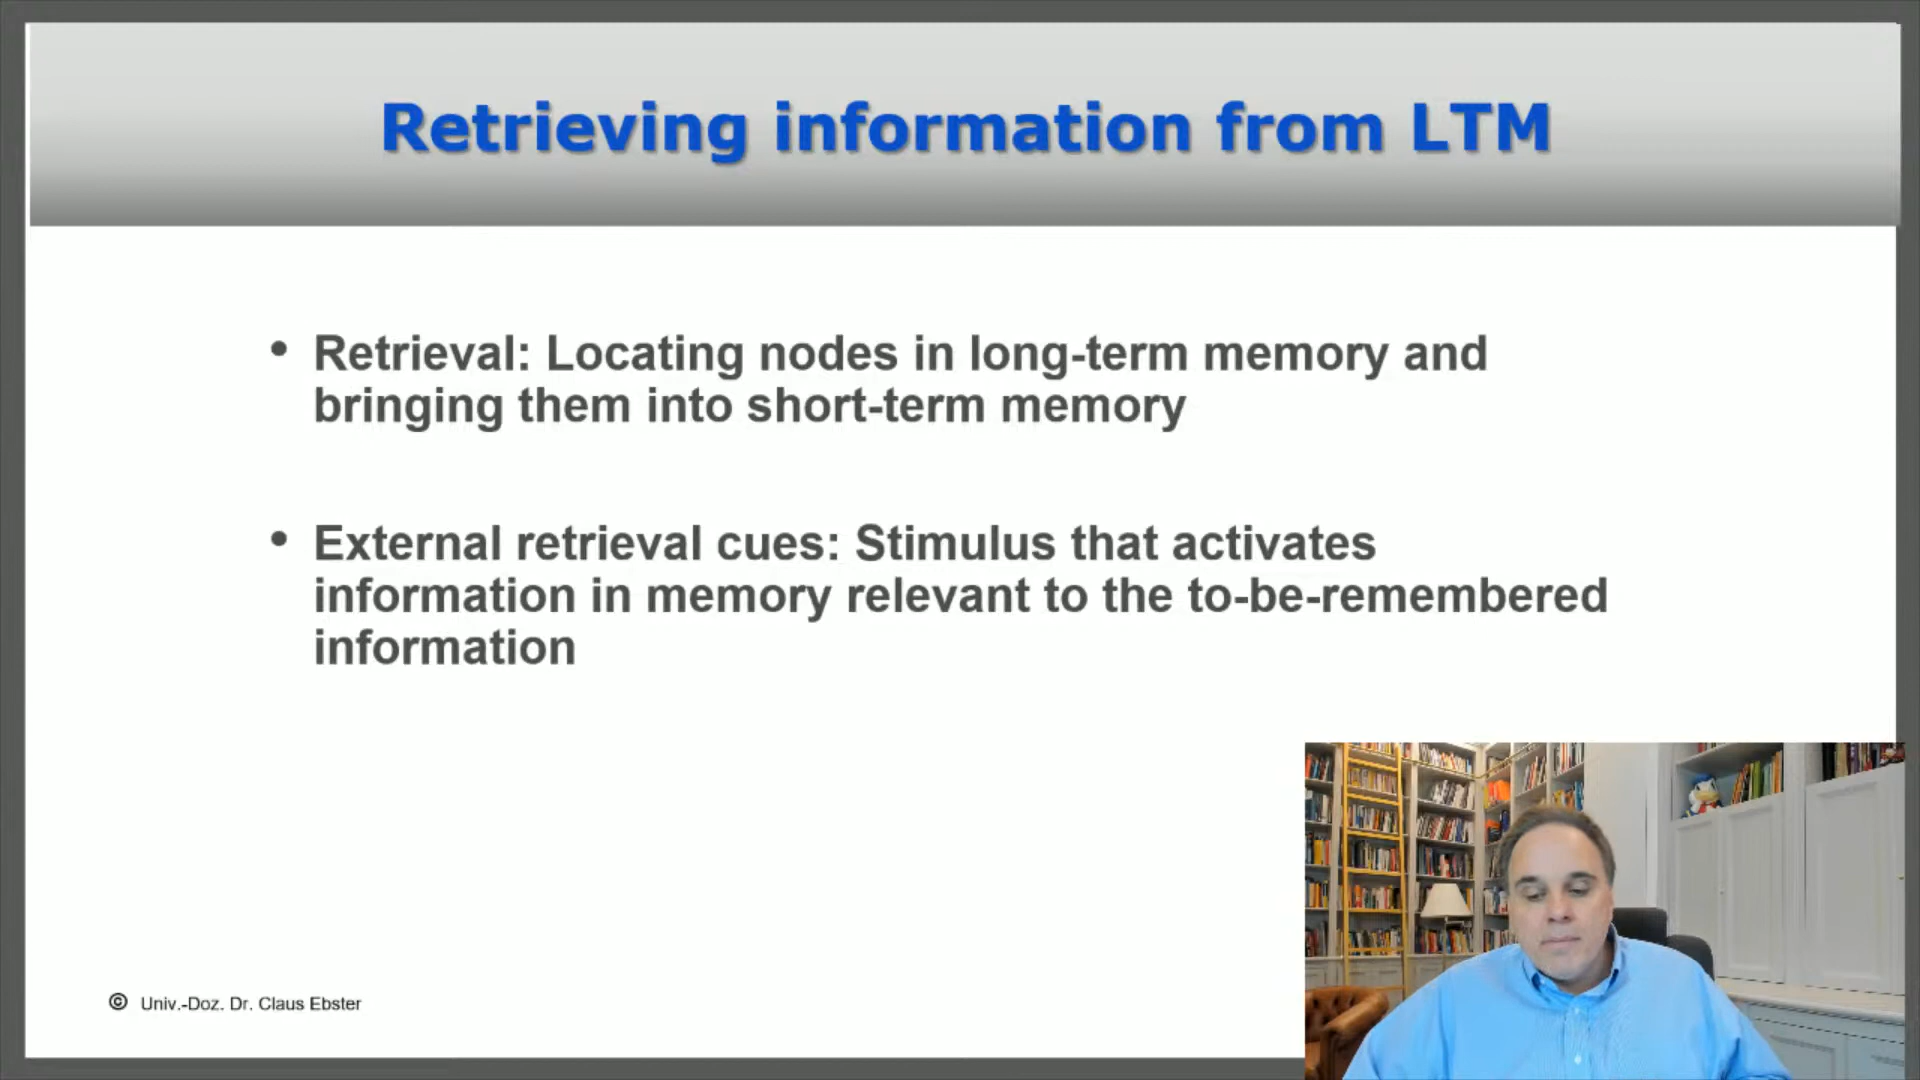 Retrieving information from LTM
• Retrieval: Locating nodes in long-term memory and
bringing them into short-term memory
• External retrieval cues: Stimulus that activates
information in memory relevant to the to-be-remembered
information
© Univ.-Doz. Dr. Claus Ebster